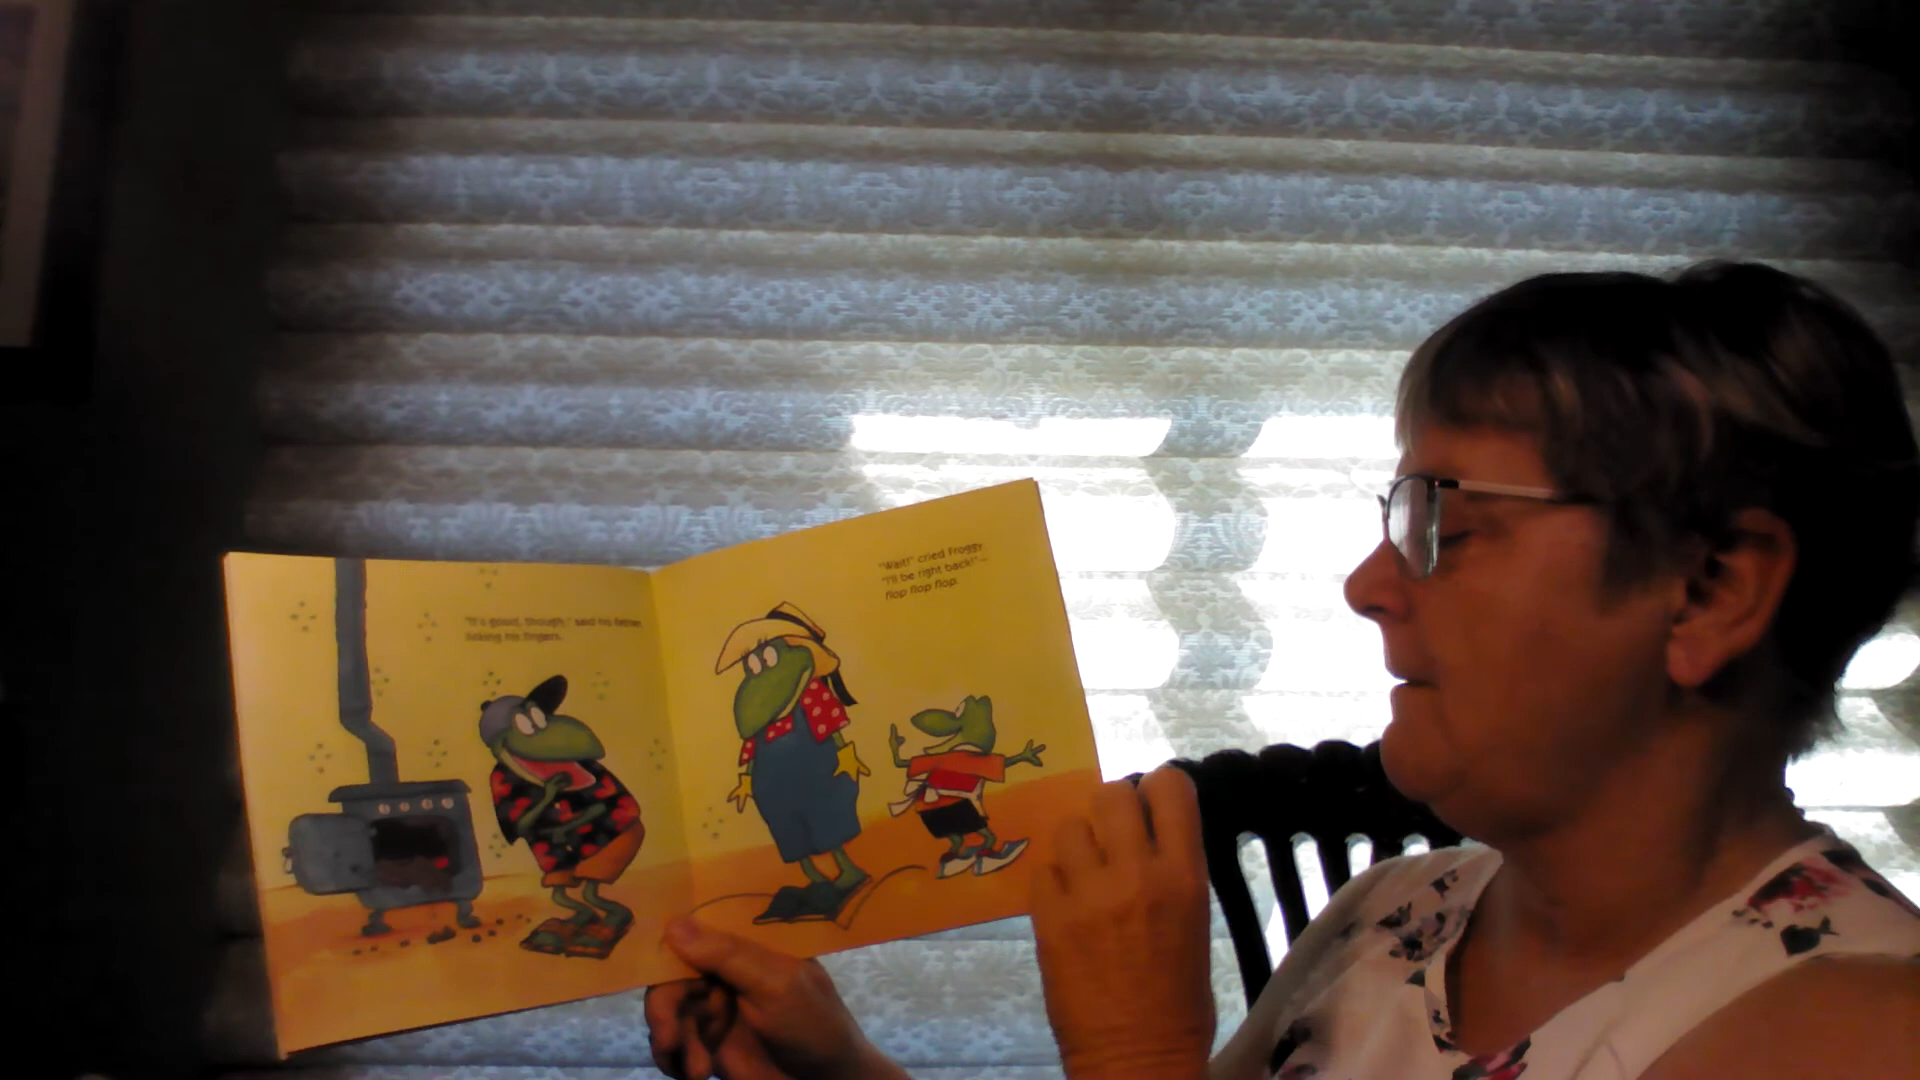 "It's good, though," said his father,
licking his fingers.
"Wait!" cried Froggy.
"I'll be right back!"—
flop flop flop.